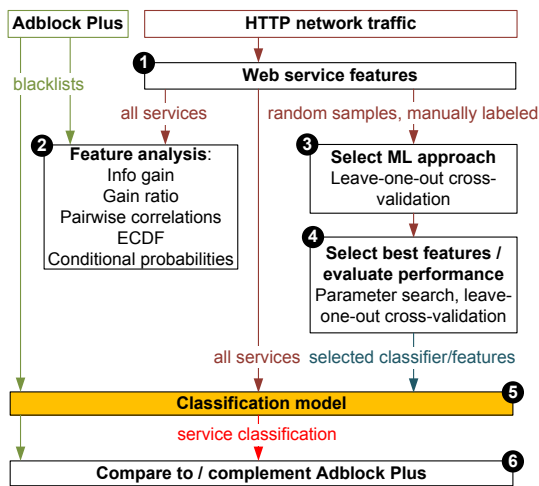 Adblock Plus
HTTP network traffic
1
Web service features
blacklists
all services
random samples, manually labeled
2
Feature analysis:
Info gain
Gain ratio
Pairwise correlations
ECDF
Conditional probabilities
3
Select ML approach
Leave-one-out cross-
validation
4
Select best features /
evaluate performance
Parameter search, leave-
one-out cross-validation
all services
selected classifier/features
Classification model
5
service classification
Compare to / complement Adblock Plus
6